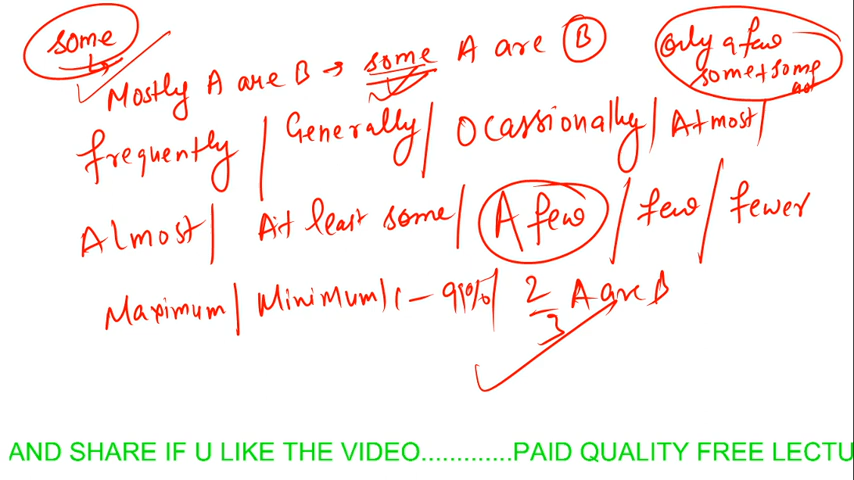 some
Mostly A are B → some A are B
only a few
some + some
not
frequently / Generally / Ocassionally / Atmost /
Almost / At least some / A few / few / fewer
Maximum / Minimum / 1 - 99% / 2/3 A are B
AND SHARE IF U LIKE THE VIDEO.............PAID QUALITY FREE LECTU